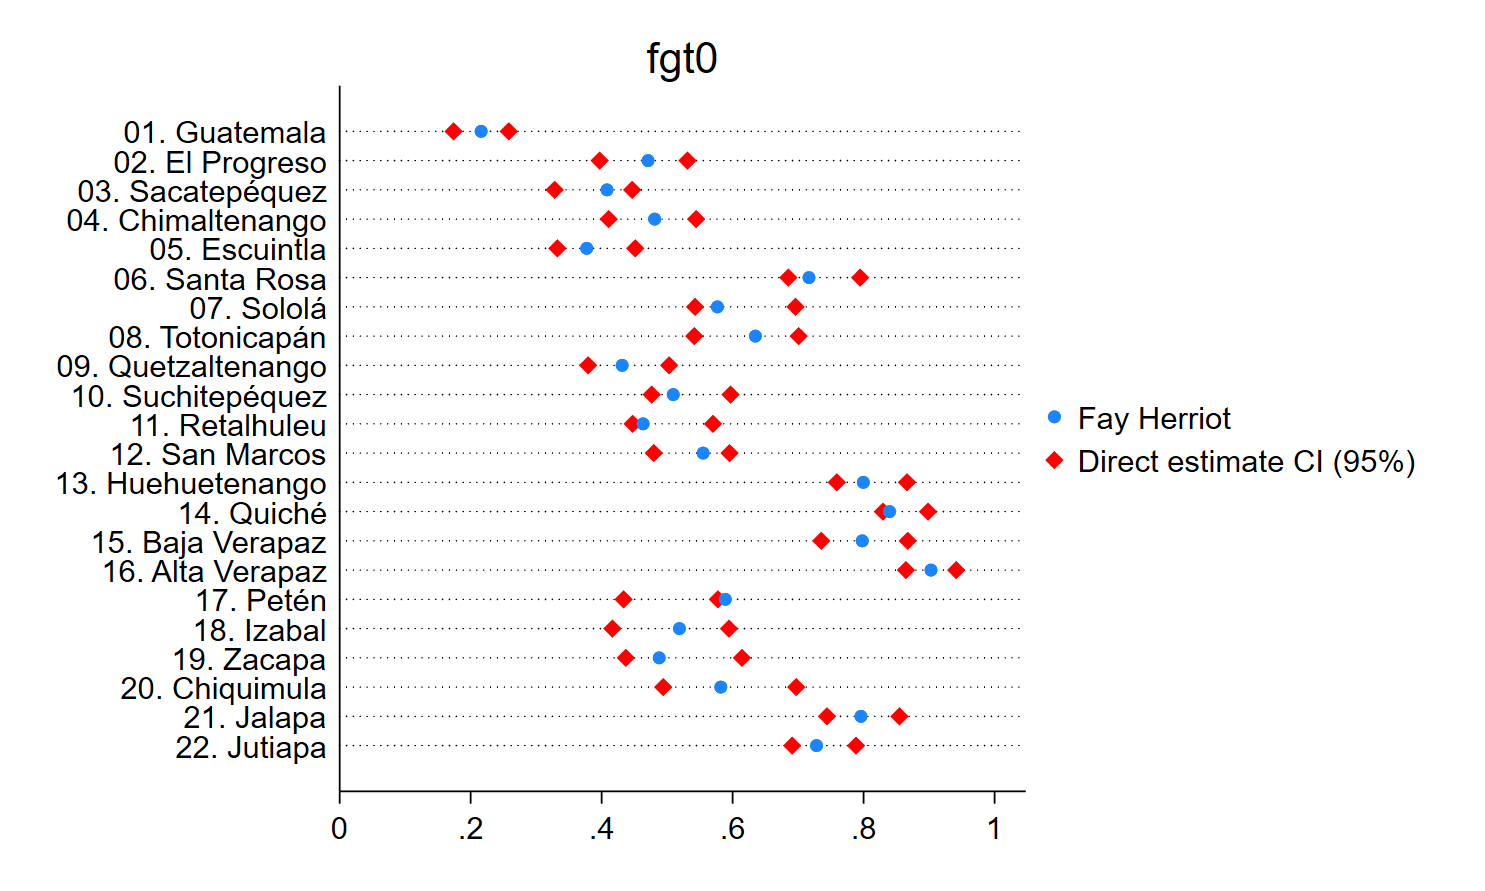 fgt0
01. Guatemala
02. El Progreso
03. Sacatepéquez
04. Chimaltenango
05. Escuintla
06. Santa Rosa
07. Sololá
08. Totonicapán
09. Quetzaltenango
10. Suchitepéquez
11. Retalhuleu
12. San Marcos
13. Huehuetenango
14. Quiché
15. Baja Verapaz
16. Alta Verapaz
17. Petén
18. Izabal
19. Zacapa
20. Chiquimula
21. Jalapa
22. Jutiapa
0 .2 .4 .6 .8 1
Fay Herriot
Direct estimate CI (95%)